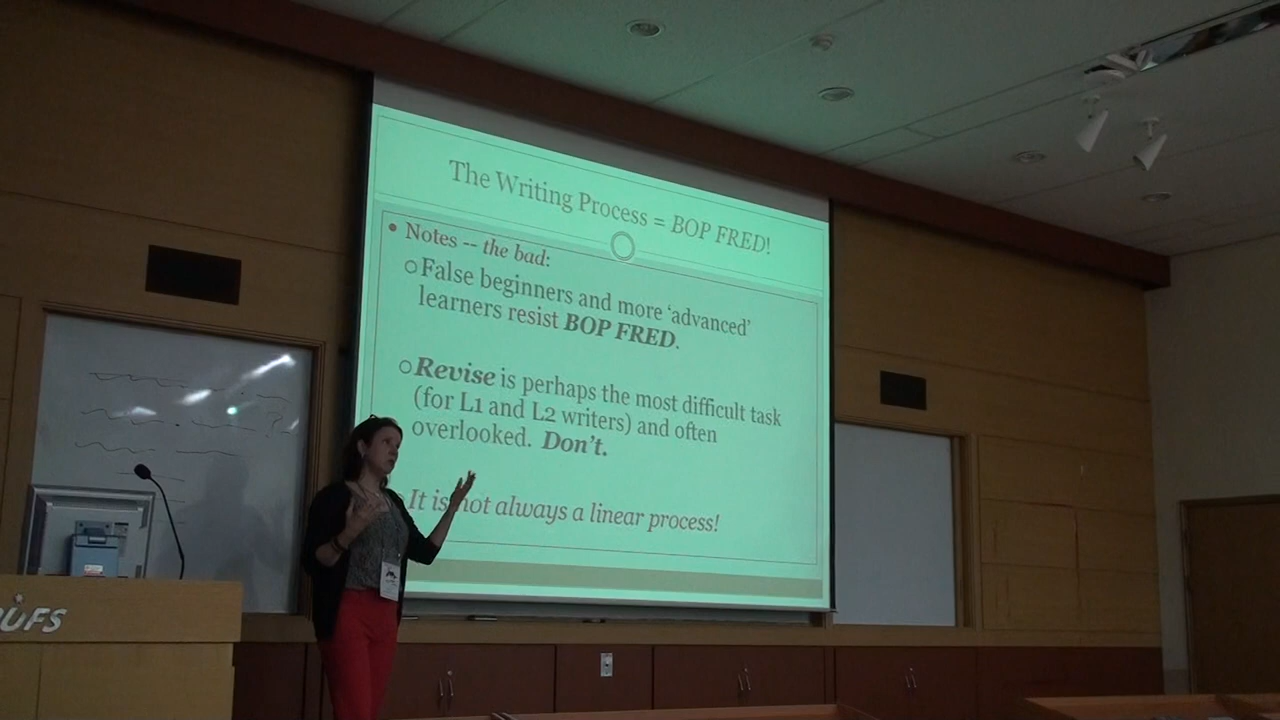 The Writing Process = BOP FRED!
• Notes -- the bad:
○ False beginners and more ‘advanced’
learners resist BOP FRED.
○ Revise is perhaps the most difficult task
(for L1 and L2 writers) and often
overlooked. Don't.
○ It is not always a linear process!
UFS